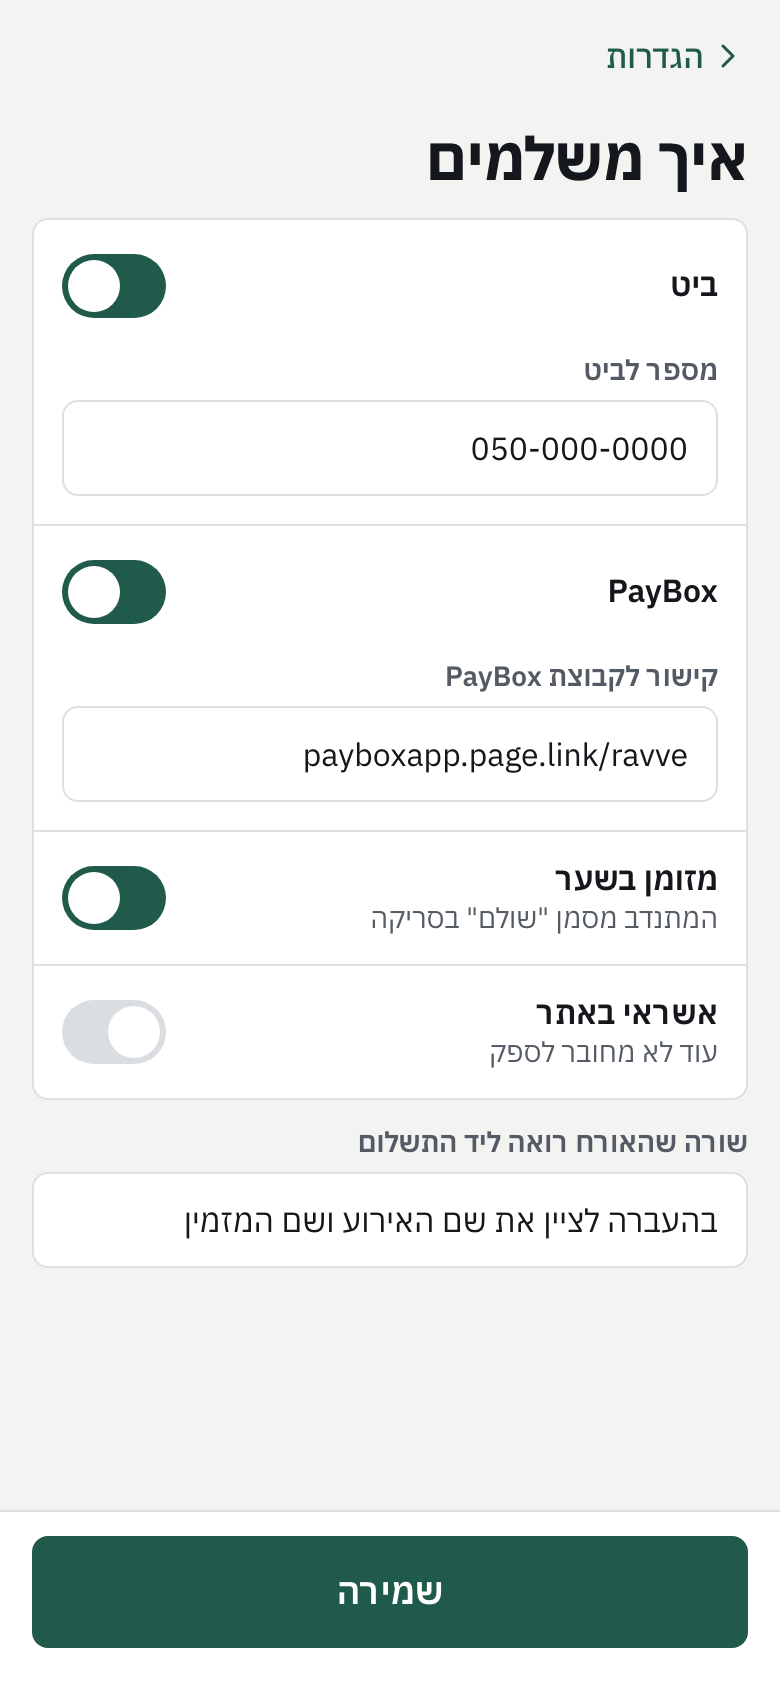 הגדרות
איך משלמים
ביט
מספר לביט
050-000-0000
PayBox
קישור לקבוצת PayBox
payboxapp.page.link/ravve
מזומן בשער
המתנדב מסמן "שולם" בסריקה
אשראי באתר
עוד לא מחובר לספק
שורה שהאורח רואה ליד התשלום
בהעברה לציין את שם האירוע ושם המזמין
שמירה